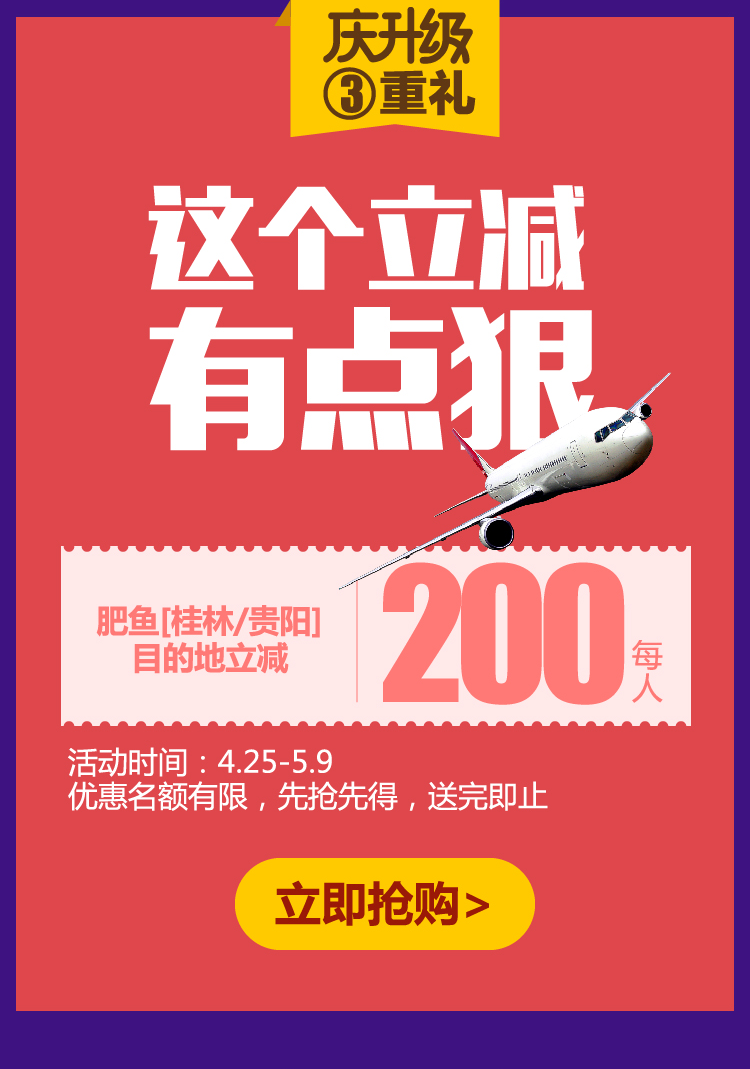 庆升级
③重礼
这个立减
有点狠
肥鱼[桂林/贵阳]
目的地立减
200
每人
活动时间：4.25-5.9
优惠名额有限，先抢先得，送完即止
立即抢购>